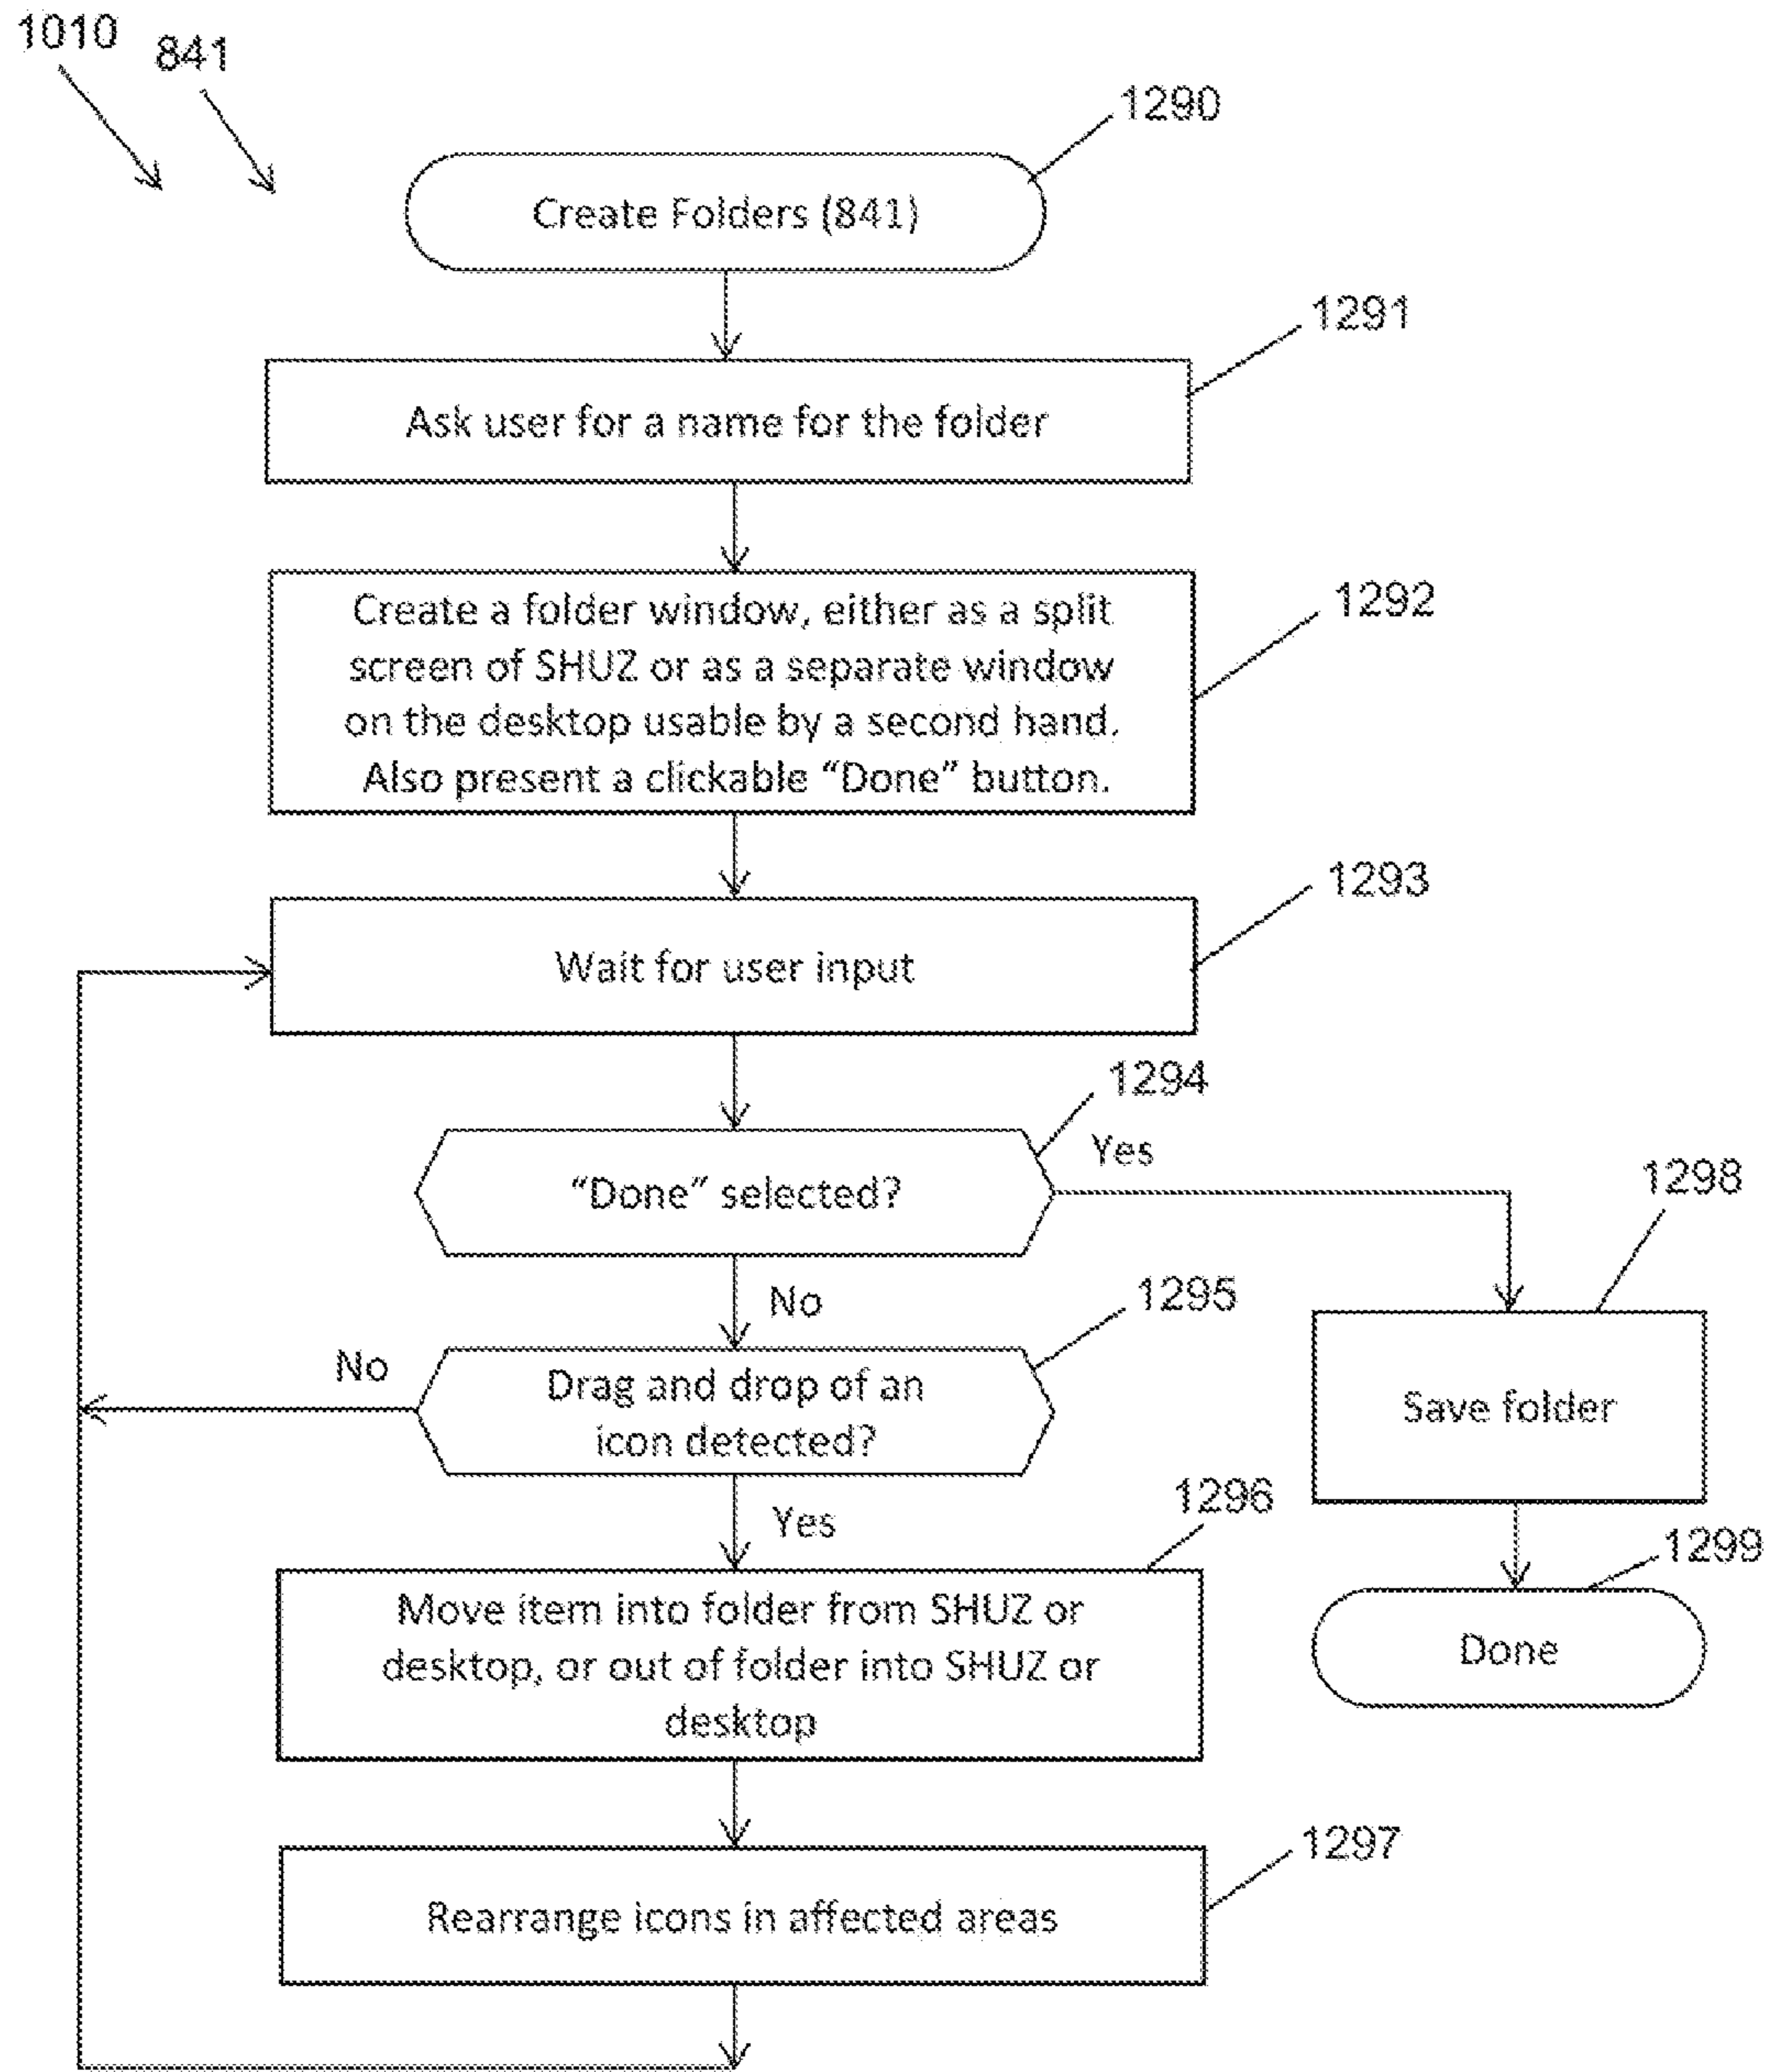 1010
841
1290
Create Folders (841)
1291
Ask user for a name for the folder
1292
Create a folder window, either as a split
screen of SHUZ or as a separate window
on the desktop usable by a second hand.
Also present a clickable “Done” button.
1293
Wait for user input
1294
“Done” selected?
Yes
1298
No
1295
No
Drag and drop of an
icon detected?
Save folder
Yes
1296
1299
Move item into folder from SHUZ or
desktop, or out of folder into SHUZ or
desktop
Done
1297
Rearrange icons in affected areas